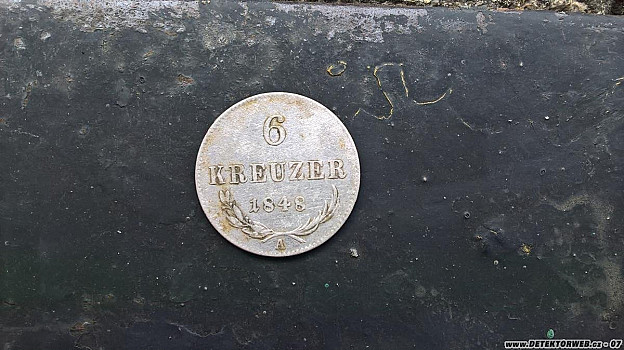 6
KREUZER
1848
A
WWW.DETEKTORWEB.cz - 07